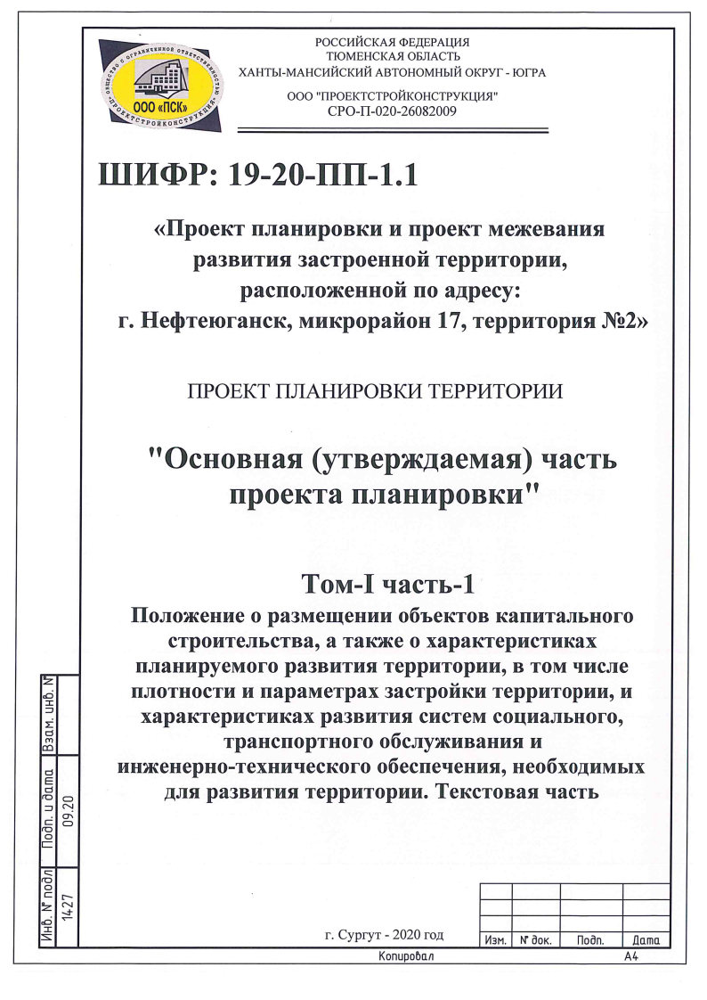 РОССИЙСКАЯ ФЕДЕРАЦИЯ
ТЮМЕНСКАЯ ОБЛАСТЬ
ХАНТЫ-МАНСИЙСКИЙ АВТОНОМНЫЙ ОКРУГ - ЮГРА
ООО "ПРОЕКТСТРОЙКОНСТРУКЦИЯ"
СРО-П-020-26082009
ОБЩЕСТВО С ОГРАНИЧЕННОЙ ОТВЕТСТВЕННОСТЬЮ
ООО «ПСК»
«ПРОЕКТСТРОЙКОНСТРУКЦИЯ»
ШИФР: 19-20-ПП-1.1
«Проект планировки и проект межевания
развития застроенной территории,
расположенной по адресу:
г. Нефтеюганск, микрорайон 17, территория №2»
ПРОЕКТ ПЛАНИРОВКИ ТЕРРИТОРИИ
"Основная (утверждаемая) часть
проекта планировки"
Том-I часть-1
Положение о размещении объектов капитального
строительства, а также о характеристиках
планируемого развития территории, в том числе
плотности и параметрах застройки территории, и
характеристиках развития систем социального,
транспортного обслуживания и
инженерно-технического обеспечения, необходимых
для развития территории. Текстовая часть
Взам. инв. №
Подп. и дата
09.20
Инв. № подл
1427
г. Сургут - 2020 год
Изм. № док. Подп. Дата
Копировал А4